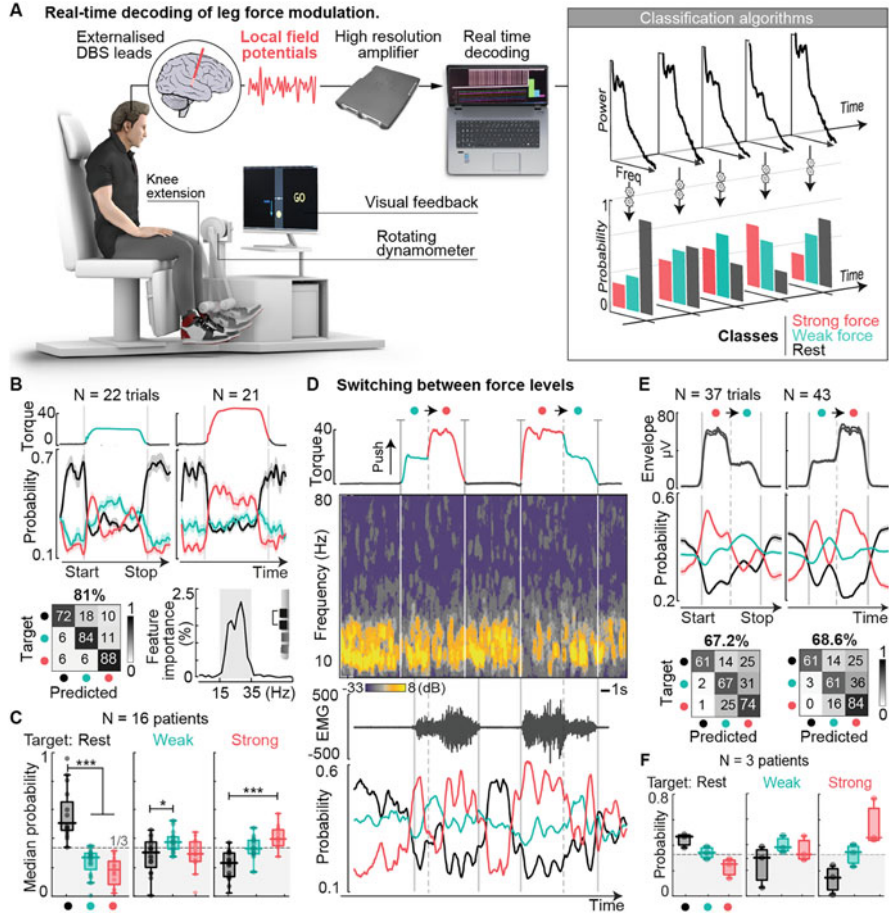 A Real-time decoding of leg force modulation.
Externalised
DBS leads
Local field
potentials
High resolution
amplifier
Real time
decoding
Knee
extension
GO
Visual feedback
Rotating
dynamometer
Classification algorithms
Power
Time
Freq
1
Probability
0
Time
Classes
Strong force
Weak force
Rest
B
N = 22 trials
N = 21
40
Torque
0
0.7
Probability
0.1
Start
Stop
Time
81%
Target
72 18 10
6 84 11
6 6 88
1
0
Predicted
Feature
importance
(%)
2
1
0
15 35 (Hz)
C
N = 16 patients
Target: Rest
Weak
Strong
1
Median probability
0
***
1/3
*
***
D Switching between force levels
40
Torque
0
Push
80
Frequency (Hz)
10
-33 8 (dB)
1s
500
EMG
-500
0.6
Probability
0.1
Time
E
N = 37 trials
N = 43
80
Envelope
µV
0
0.6
Probability
0.2
Start
Stop
Time
67.2%
Target
61 14 25
2 67 31
1 25 74
Predicted
68.6%
61 14 25
3 61 36
0 16 84
1
0
Predicted
F
N = 3 patients
Target: Rest
Weak
Strong
0.8
Probability
0